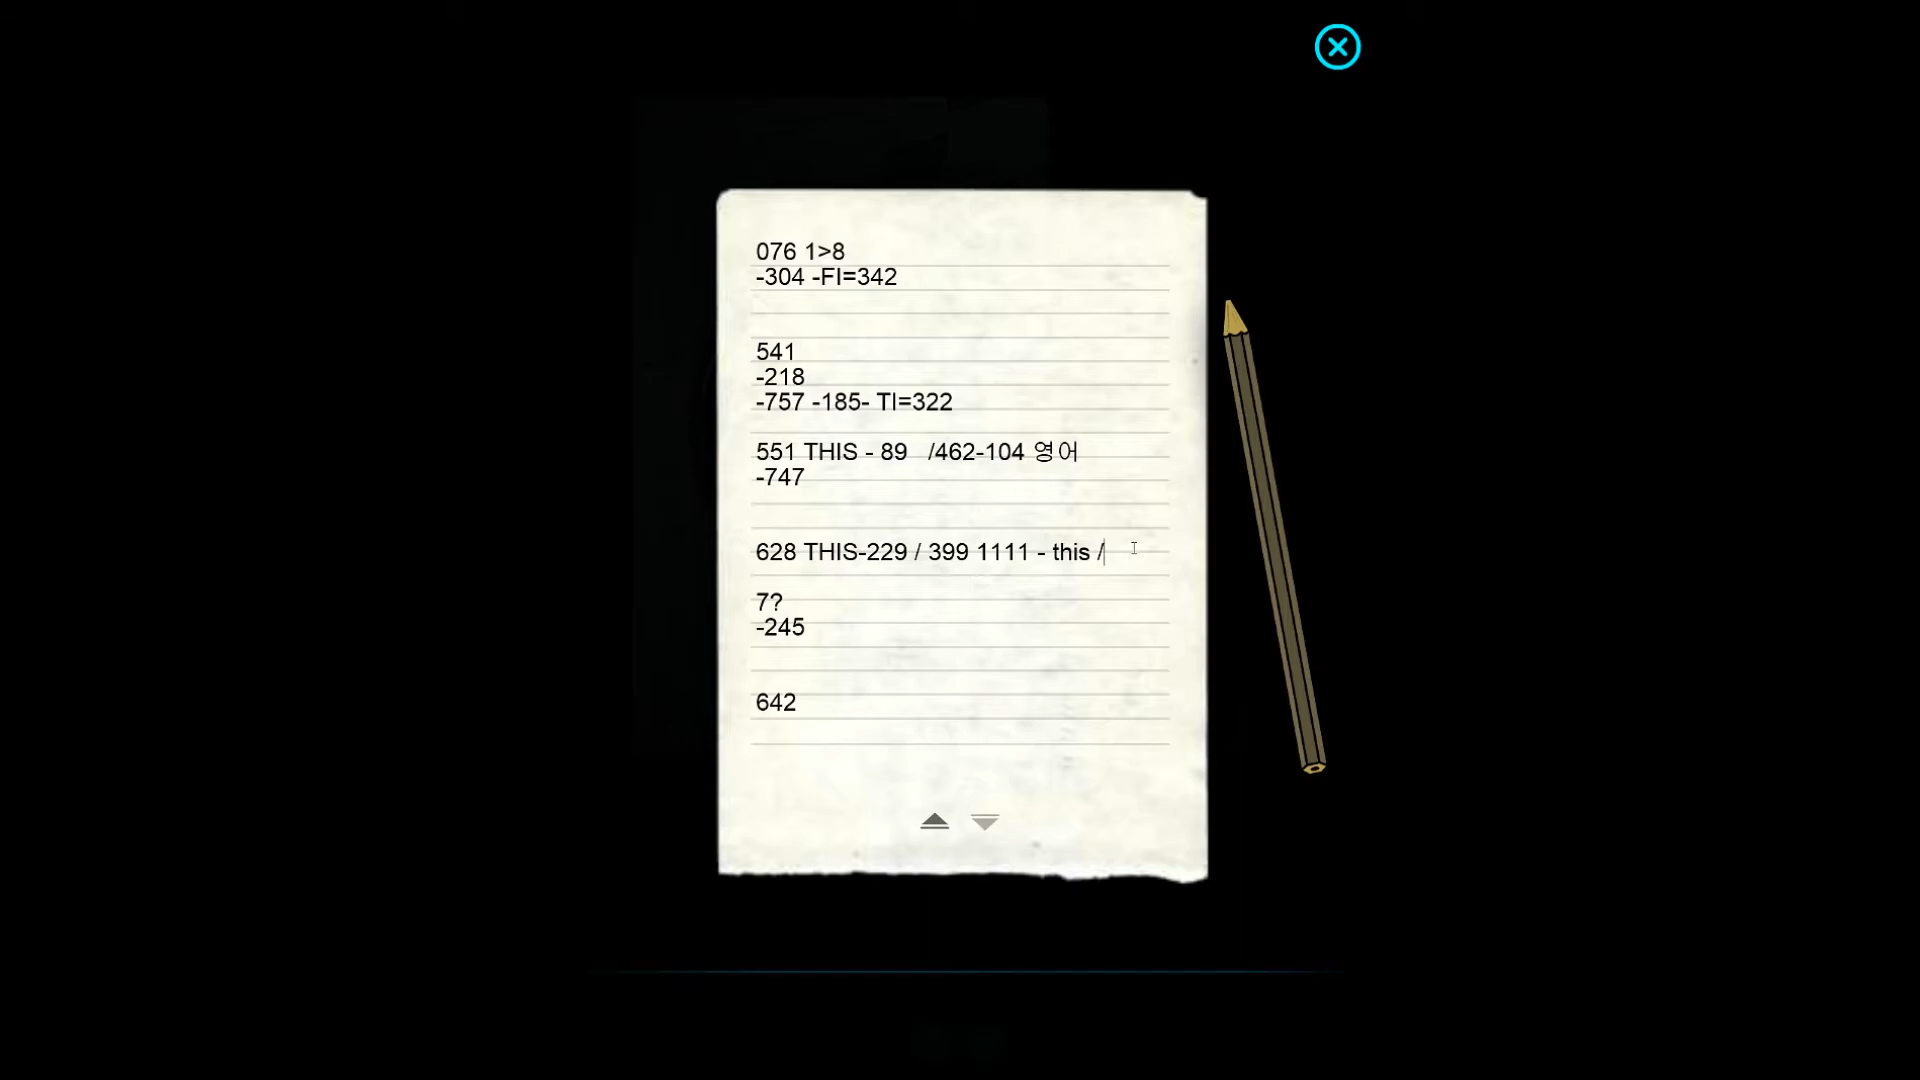 076 1>8
-304 -FI=342
541
-218
-757 -185- TI=322
551 THIS - 89 /462-104 영어
-747
628 THIS-229 / 399 1111 - this /
7?
-245
642